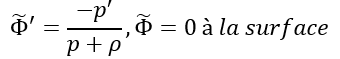 Φ̃′ = −p′ / (p + ρ), Φ̃ = 0 à la surface